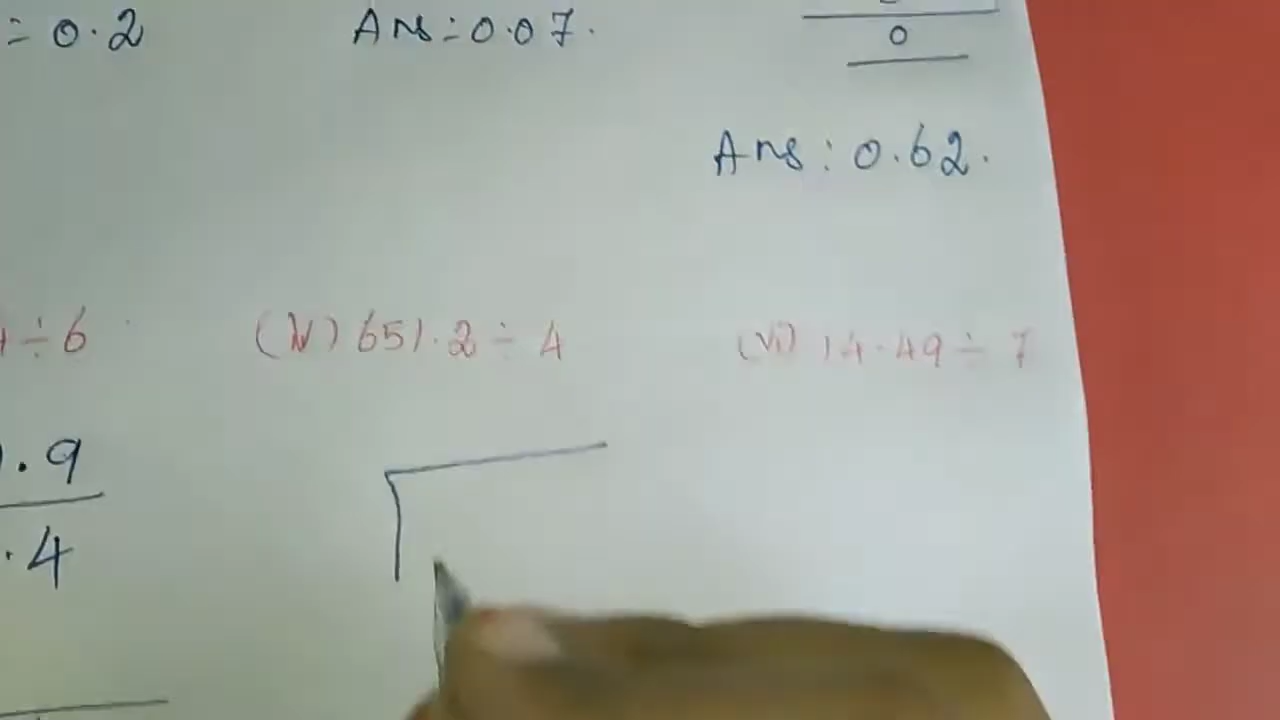 = 0.2 Ans: 0.07.
0
Ans: 0.62.
÷ 6 (V) 651.2 ÷ 4 (Vi) 14.49 ÷ 7
.9
.4